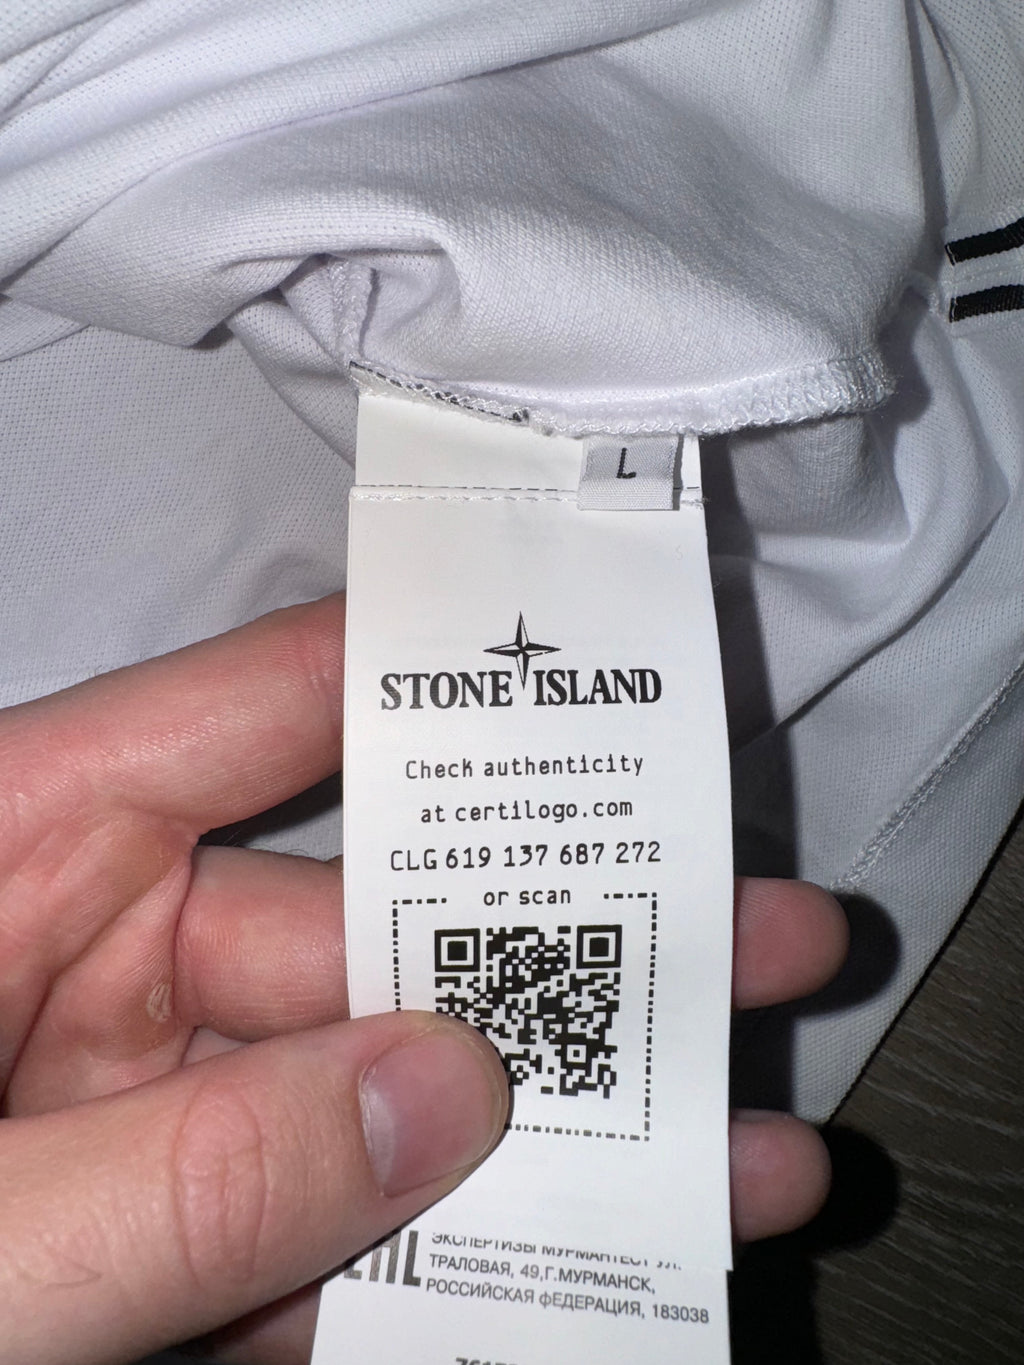 L
STONE ISLAND
Check authenticity
at certilogo.com
CLG 619 137 687 272
or scan
EAC
ЭКСПЕРТИЗЫ МУРМАНТЕСТ УЛ.
ТРАЛОВАЯ, 49,Г.МУРМАНСК,
РОССИЙСКАЯ ФЕДЕРАЦИЯ, 183038